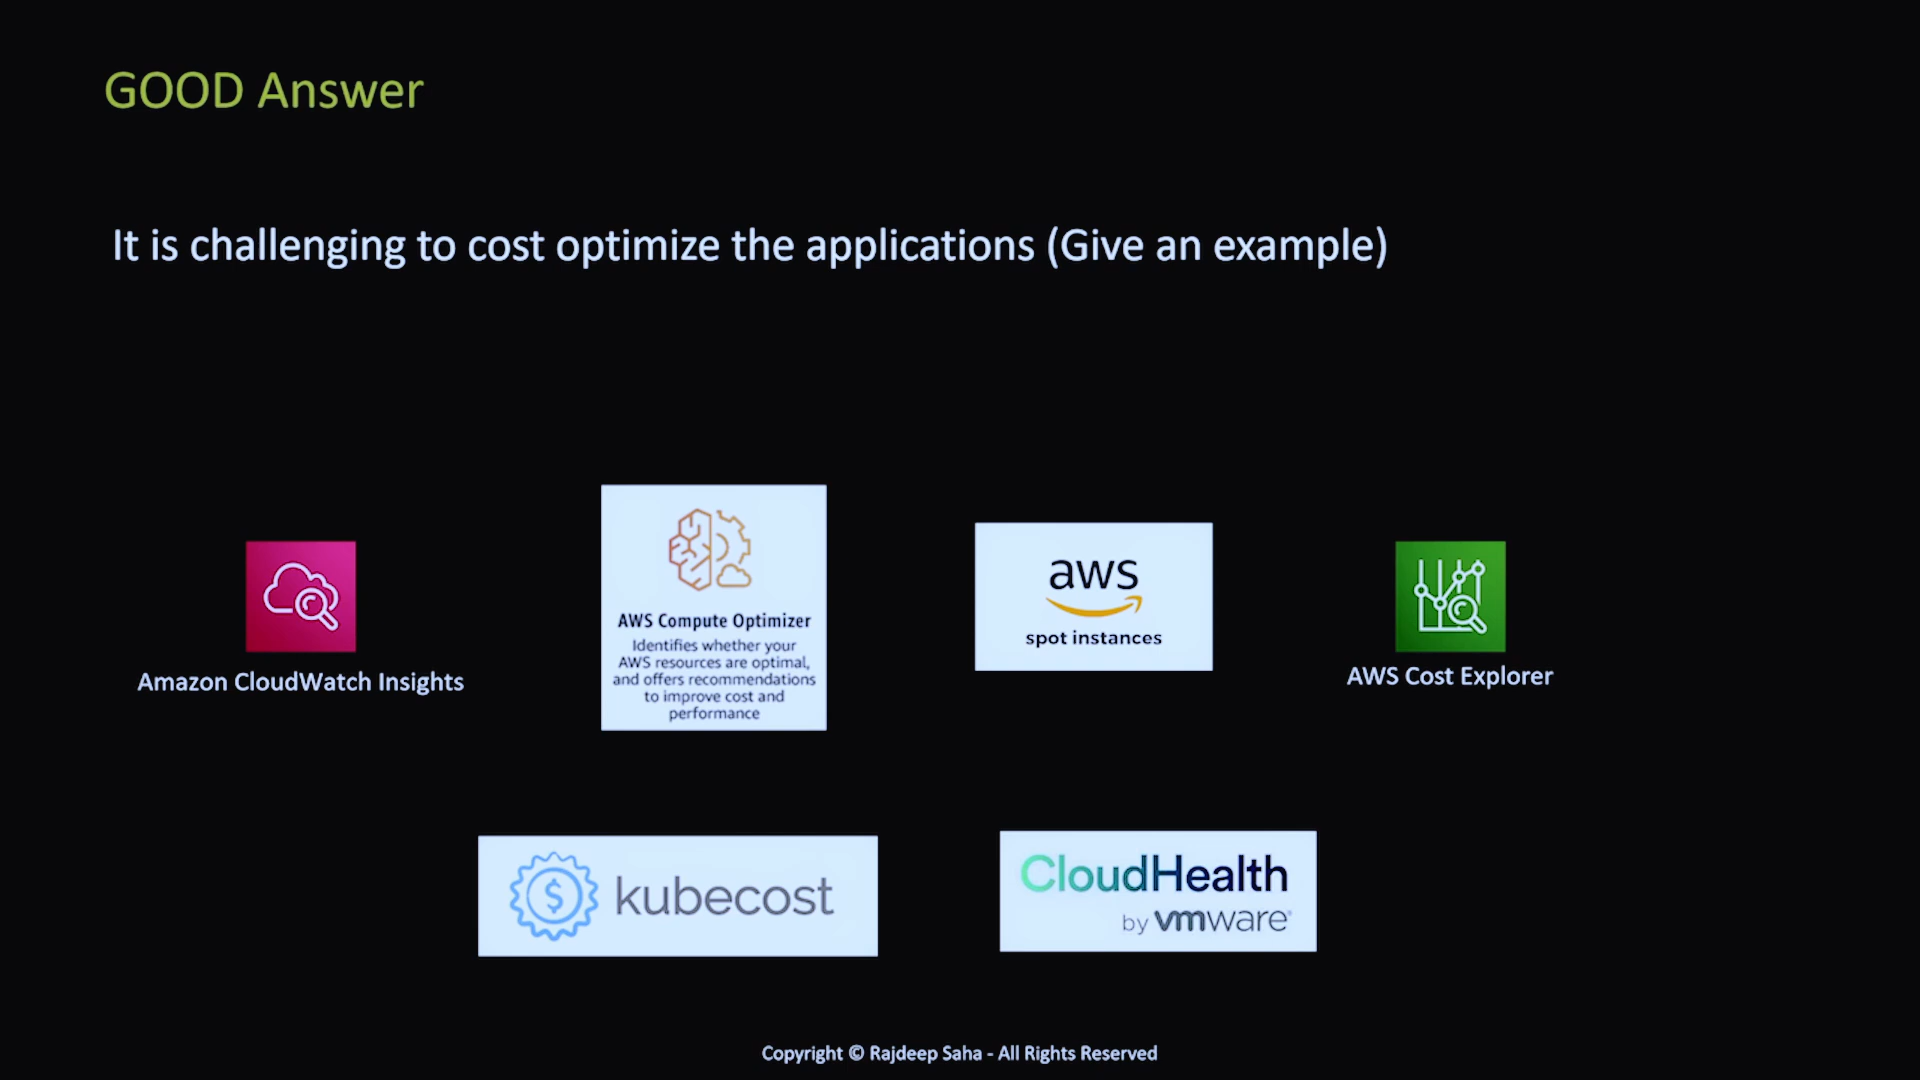 GOOD Answer
It is challenging to cost optimize the applications (Give an example)
Amazon CloudWatch Insights
AWS Compute Optimizer
Identifies whether your
AWS resources are optimal,
and offers recommendations
to improve cost and
performance
aws
spot instances
AWS Cost Explorer
$ kubecost
CloudHealth
by vmware®
Copyright © Rajdeep Saha - All Rights Reserved